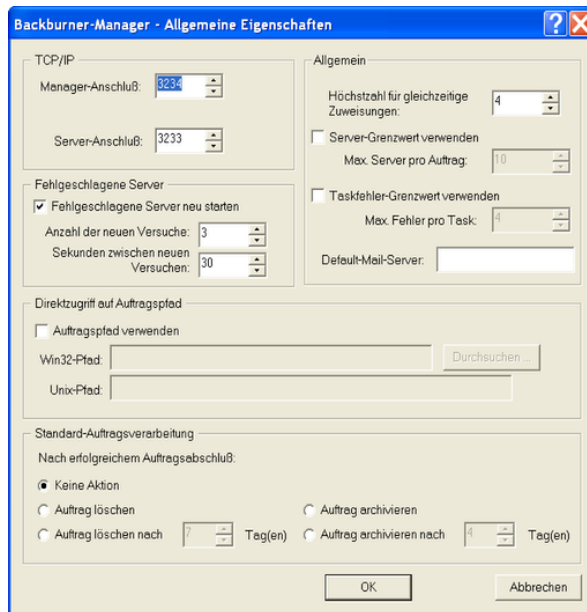 Backburner-Manager - Allgemeine Eigenschaften
TCP/IP
Manager-Anschluß: 3234
Server-Anschluß: 3233
Fehlgeschlagene Server
Fehlgeschlagene Server neu starten
Anzahl der neuen Versuche: 3
Sekunden zwischen neuen
Versuchen: 30
Allgemein
Höchstzahl für gleichzeitige
Zuweisungen: 4
Server-Grenzwert verwenden
Max. Server pro Auftrag: 10
Taskfehler-Grenzwert verwenden
Max. Fehler pro Task: 4
Default-Mail-Server:
Direktzugriff auf Auftragspfad
Auftragspfad verwenden
Win32-Pfad: Durchsuchen ...
Unix-Pfad:
Standard-Auftragsverarbeitung
Nach erfolgreichem Auftragsabschluß:
Keine Aktion
Auftrag löschen Auftrag archivieren
Auftrag löschen nach 7 Tag(en) Auftrag archivieren nach 4 Tag(en)
OK Abbrechen